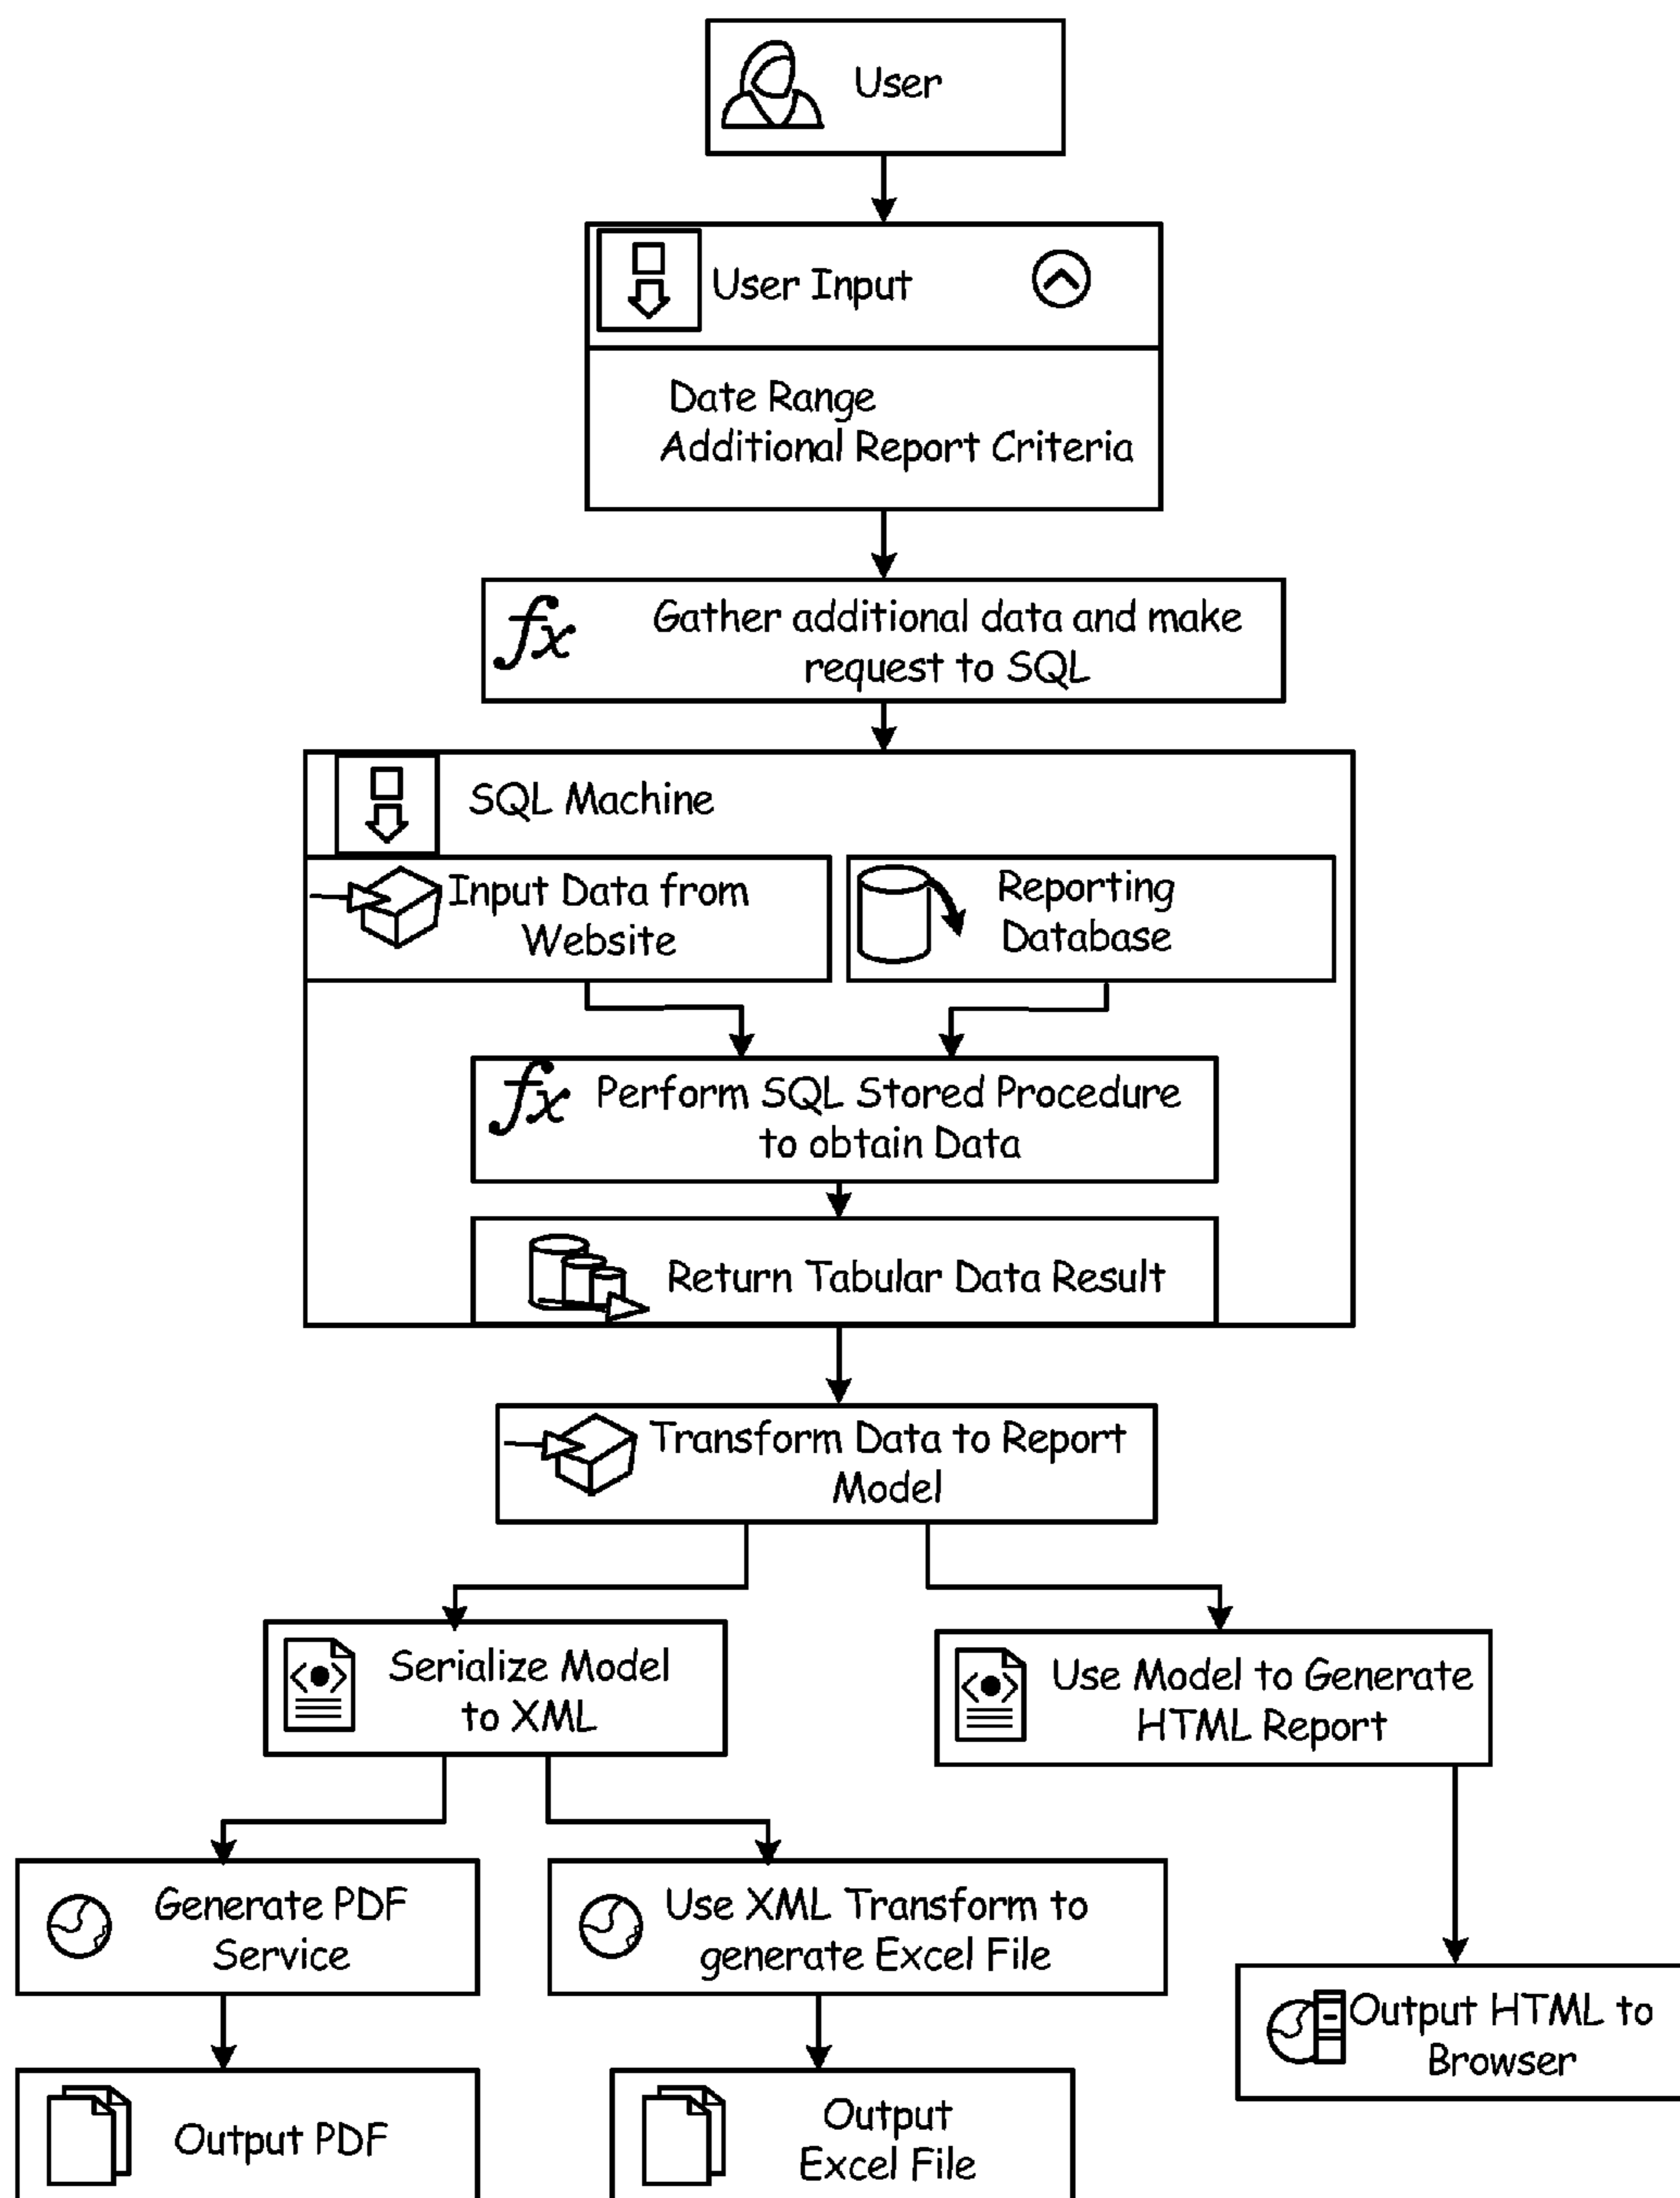 User
User Input
Date Range
Additional Report Criteria
Gather additional data and make
request to SQL
SQL Machine
Input Data from
Website
Reporting
Database
Perform SQL Stored Procedure
to obtain Data
Return Tabular Data Result
Transform Data to Report
Model
Serialize Model
to XML
Use Model to Generate
HTML Report
Generate PDF
Service
Use XML Transform to
generate Excel File
Output HTML to
Browser
Output PDF
Output
Excel File